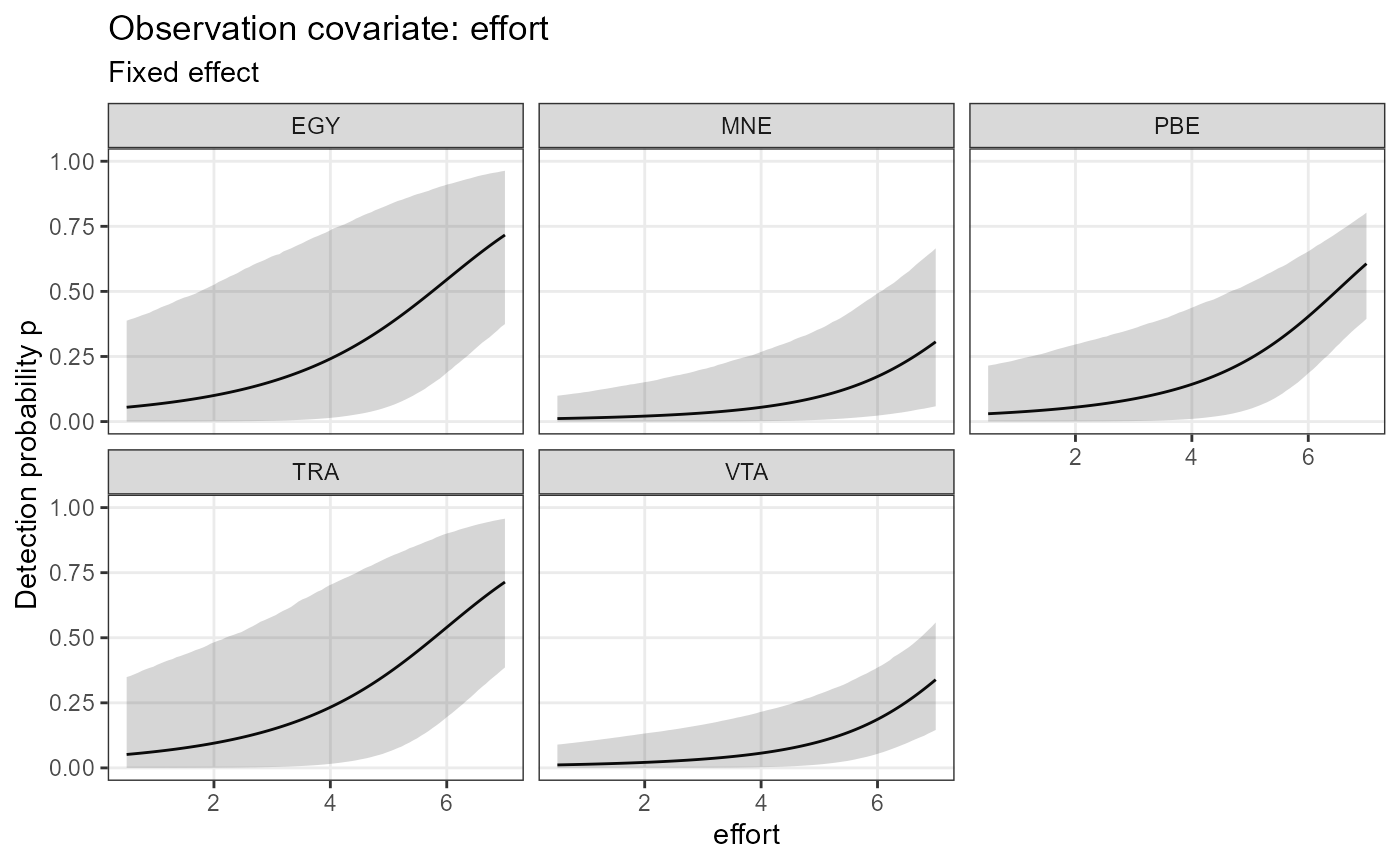 Observation covariate: effort
Fixed effect
EGY
MNE
PBE
1.00
0.75
0.50
0.25
0.00
2
4
6
TRA
VTA
1.00
0.75
0.50
0.25
0.00
2
4
6
2
4
6
Detection probability p
effort